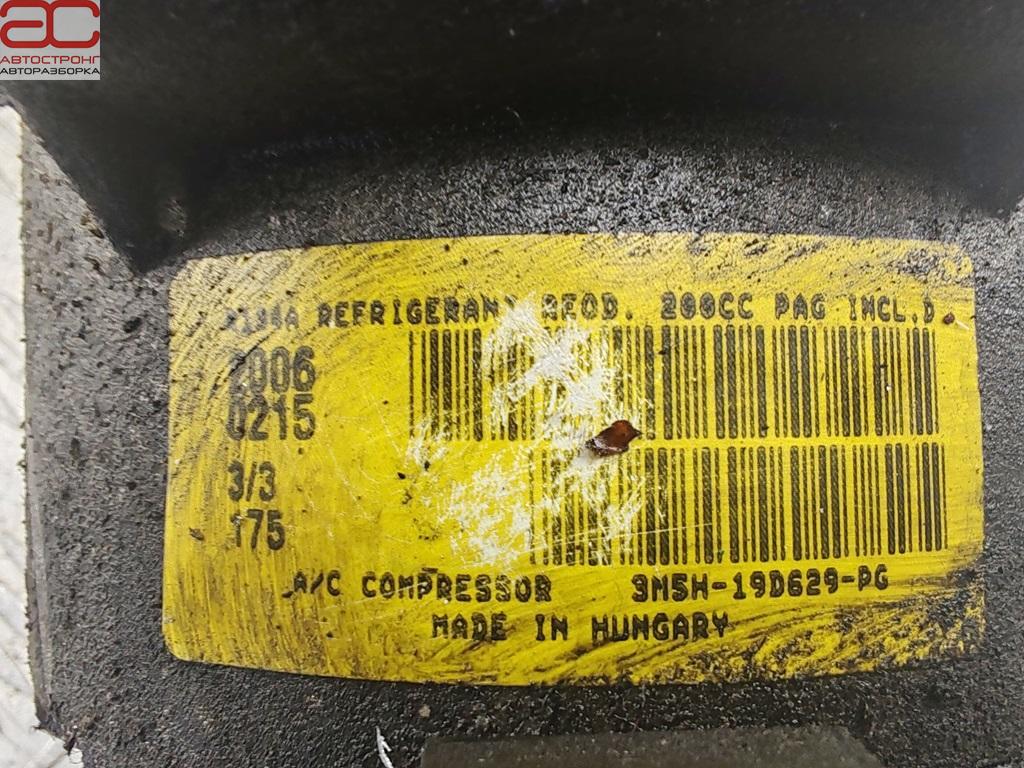 AC
АВТОСТРОНГ
АВТОРАЗБОРКА
R134A REFRIGERANT REQD. 200CC PAG INCL.D
2006
0215
3/3
175
A/C COMPRESSOR 3M5H-19D629-PG
MADE IN HUNGARY